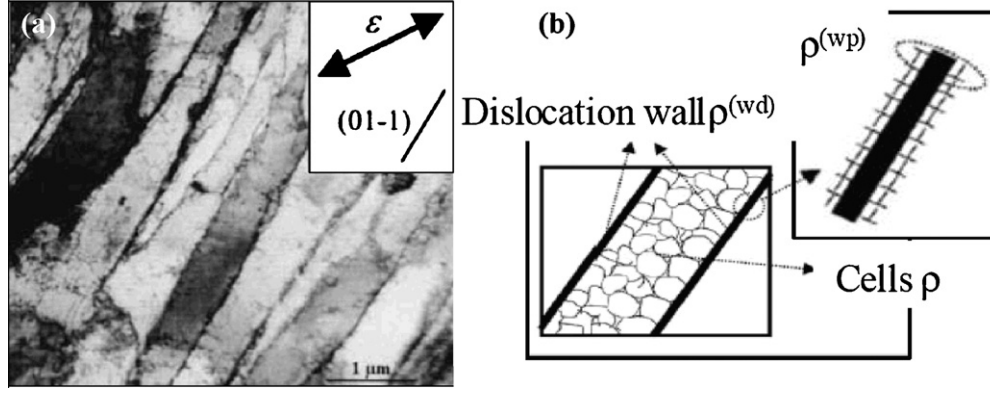 (a)
ε
(01-1)
1 μm
(b)
ρ(wp)
Dislocation wall ρ(wd)
Cells ρ